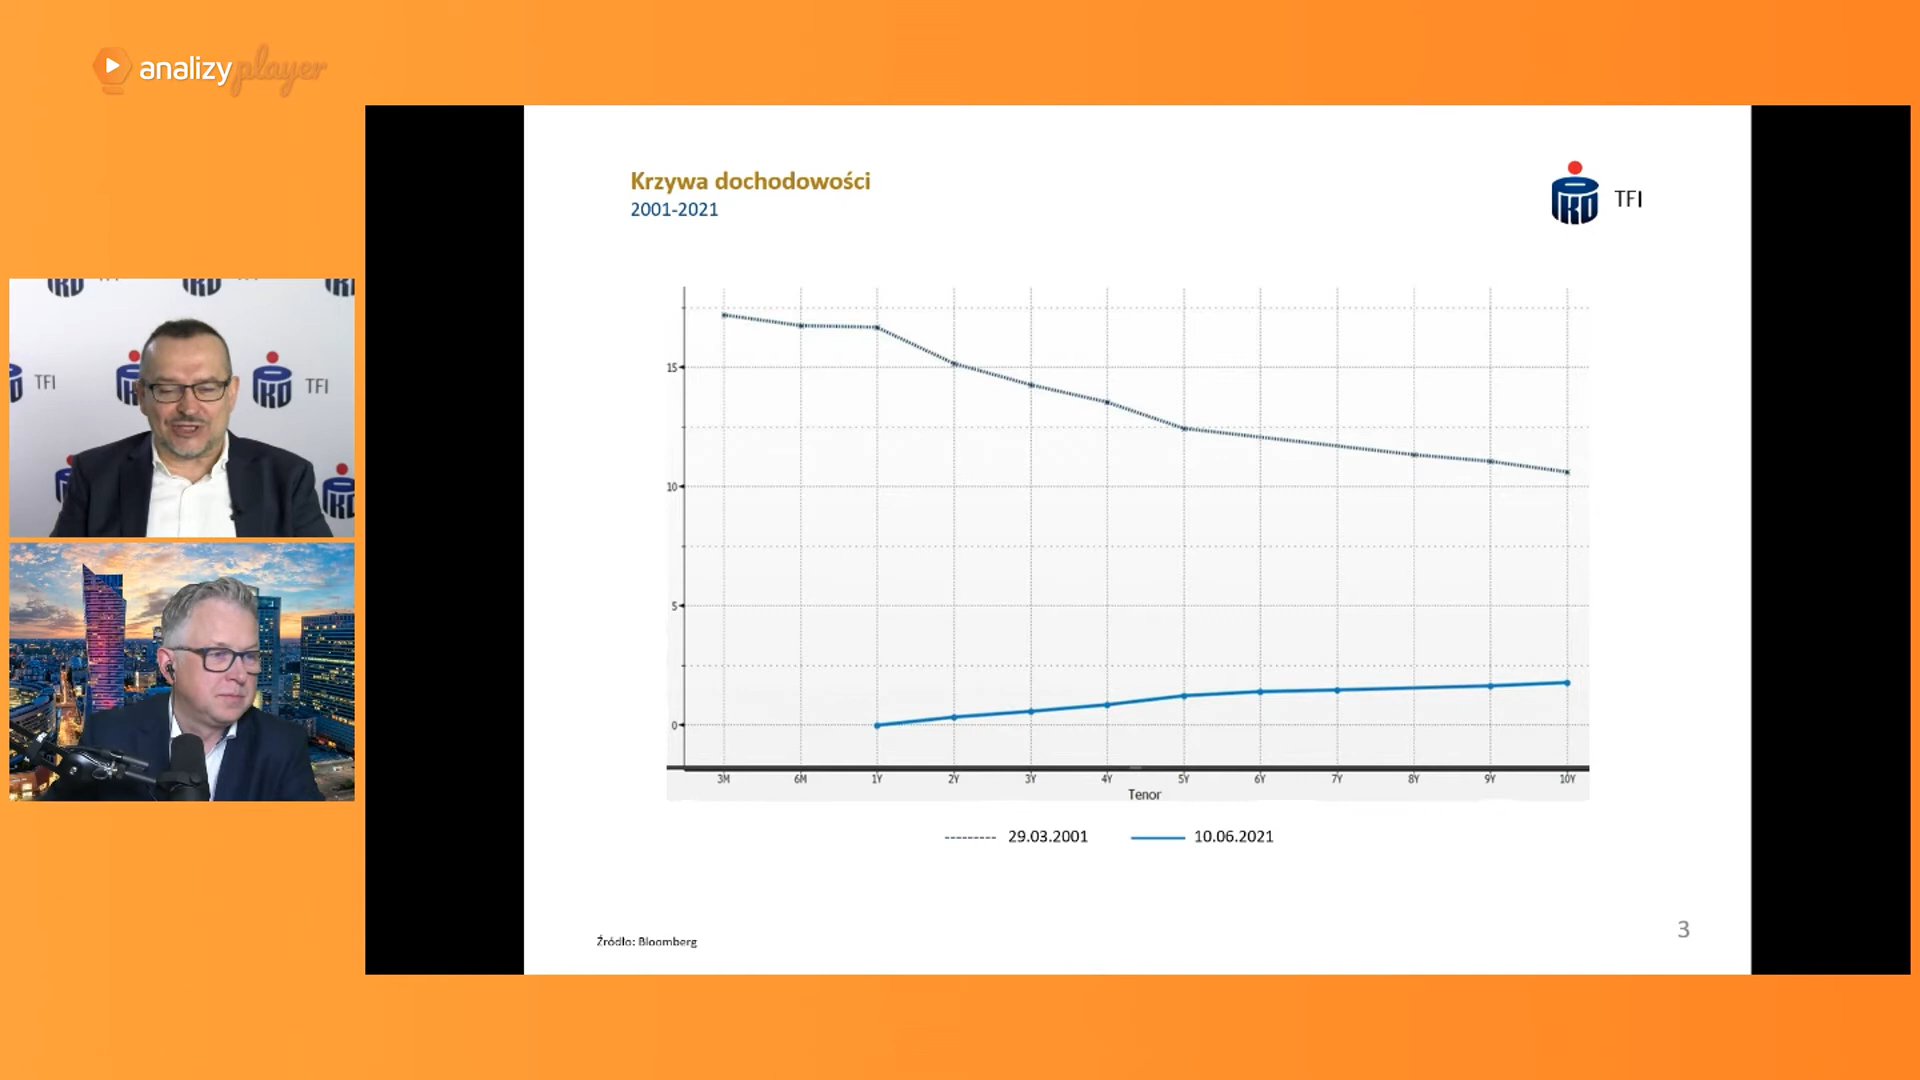 analizy player
Krzywa dochodowości
2001-2021
PKO TFI
TFI
TFI
15
10
5
0
3M 6M 1Y 2Y 3Y 4Y 5Y 6Y 7Y 8Y 9Y 10Y
Tenor
29.03.2001 10.06.2021
Źródło: Bloomberg
3